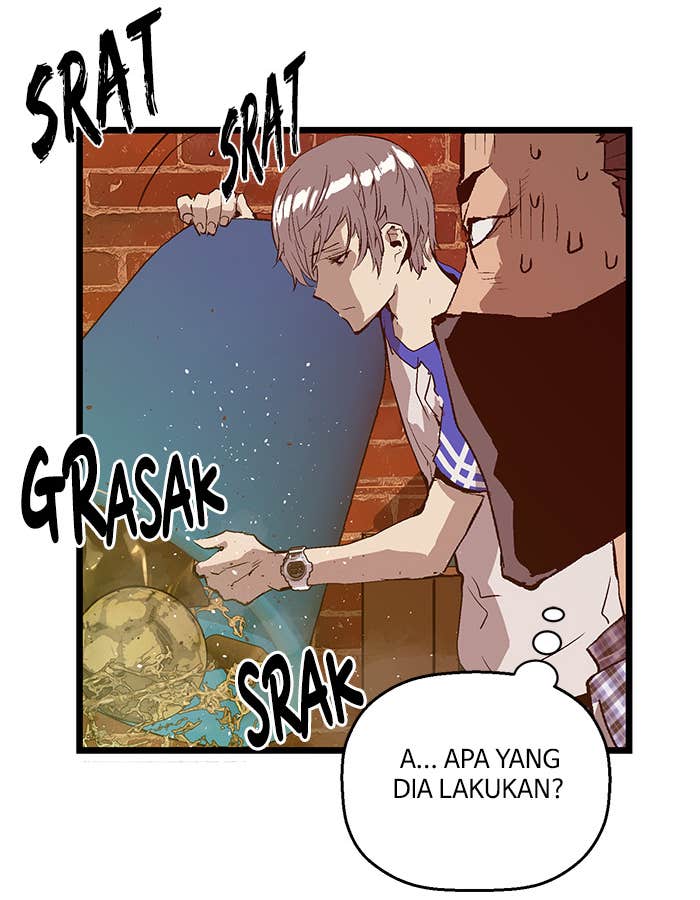 SRAT
SRAT
GRASAK
SRAK
A... APA YANG
DIA LAKUKAN?